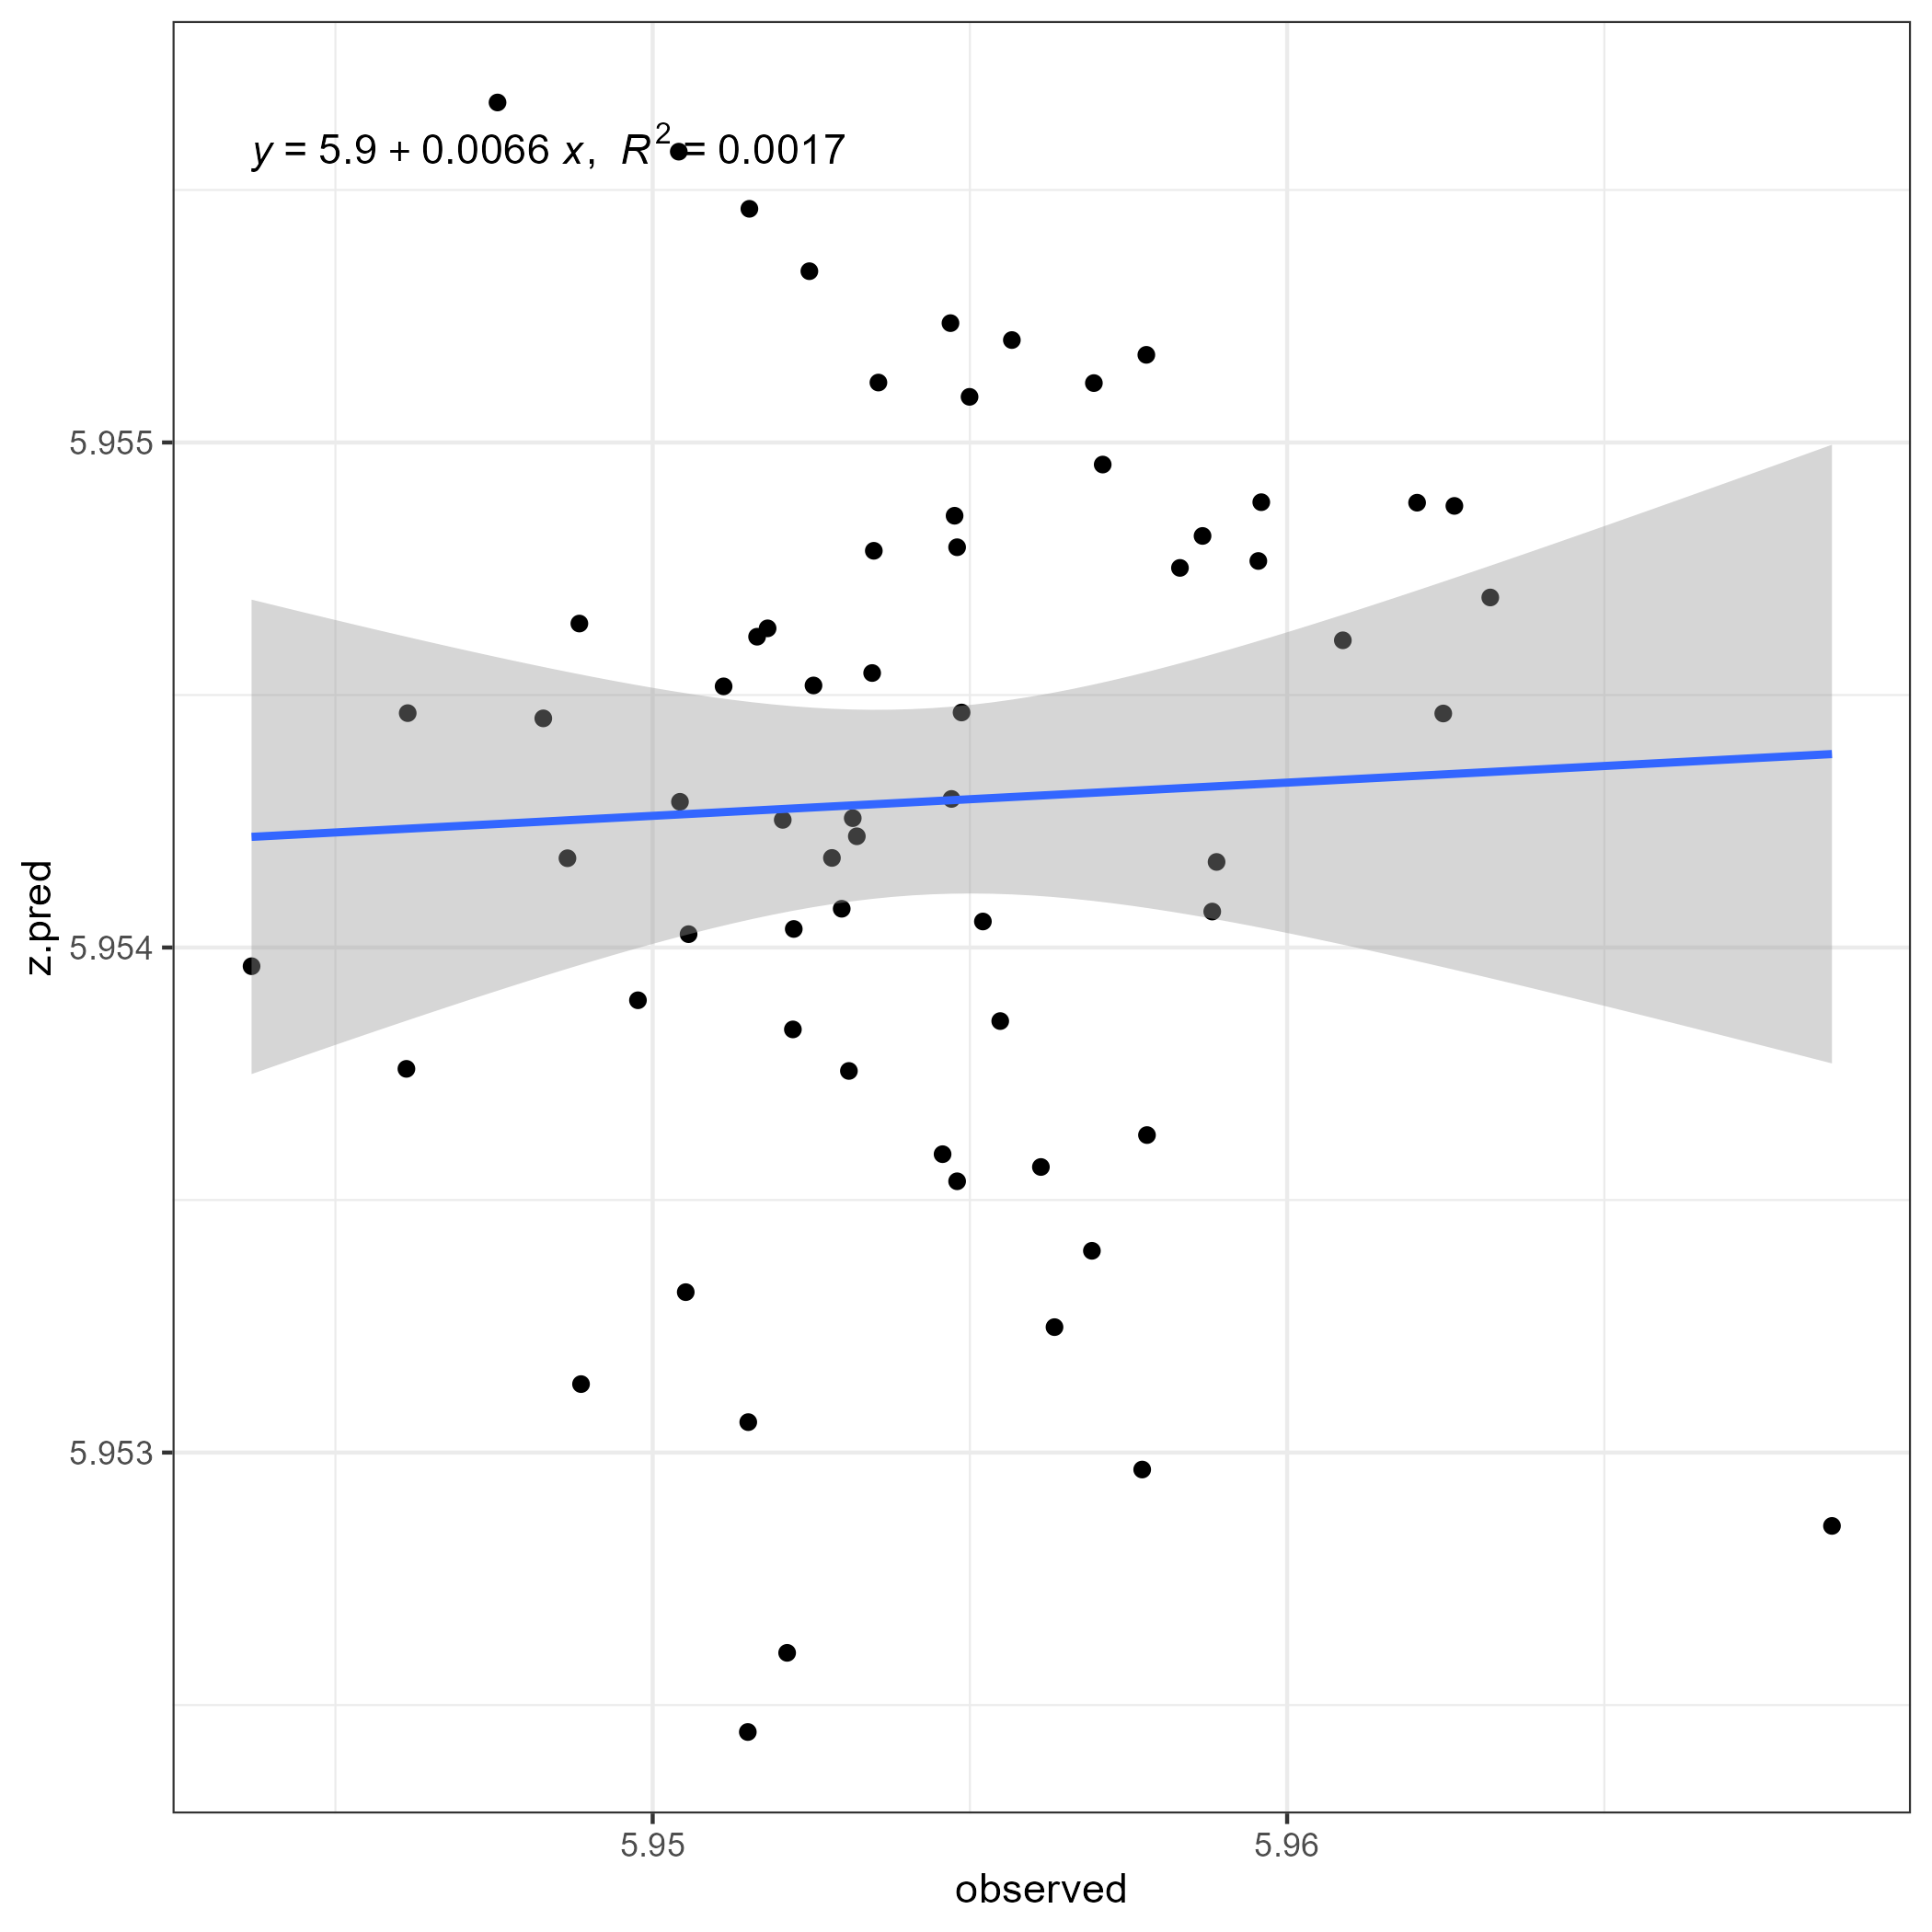 y = 5.9 + 0.0066 x, R² = 0.0017
5.955
5.954
5.953
z.pred
5.95 5.96
observed